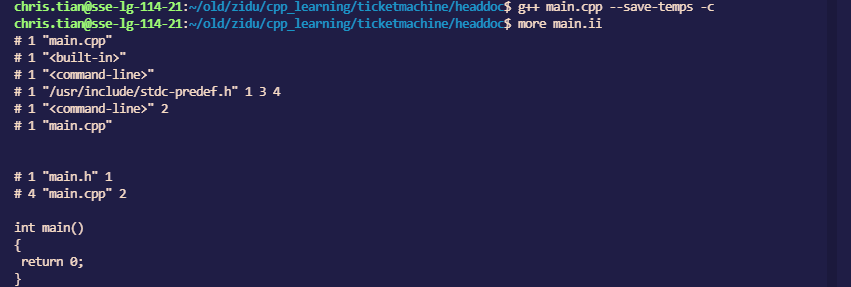 chris.tian@sse-lg-114-21:~/old/zidu/cpp_learning/ticketmachine/headdoc$ g++ main.cpp --save-temps -c
chris.tian@sse-lg-114-21:~/old/zidu/cpp_learning/ticketmachine/headdoc$ more main.ii
# 1 "main.cpp"
# 1 "<built-in>"
# 1 "<command-line>"
# 1 "/usr/include/stdc-predef.h" 1 3 4
# 1 "<command-line>" 2
# 1 "main.cpp"
# 1 "main.h" 1
# 4 "main.cpp" 2
int main()
{
 return 0;
}